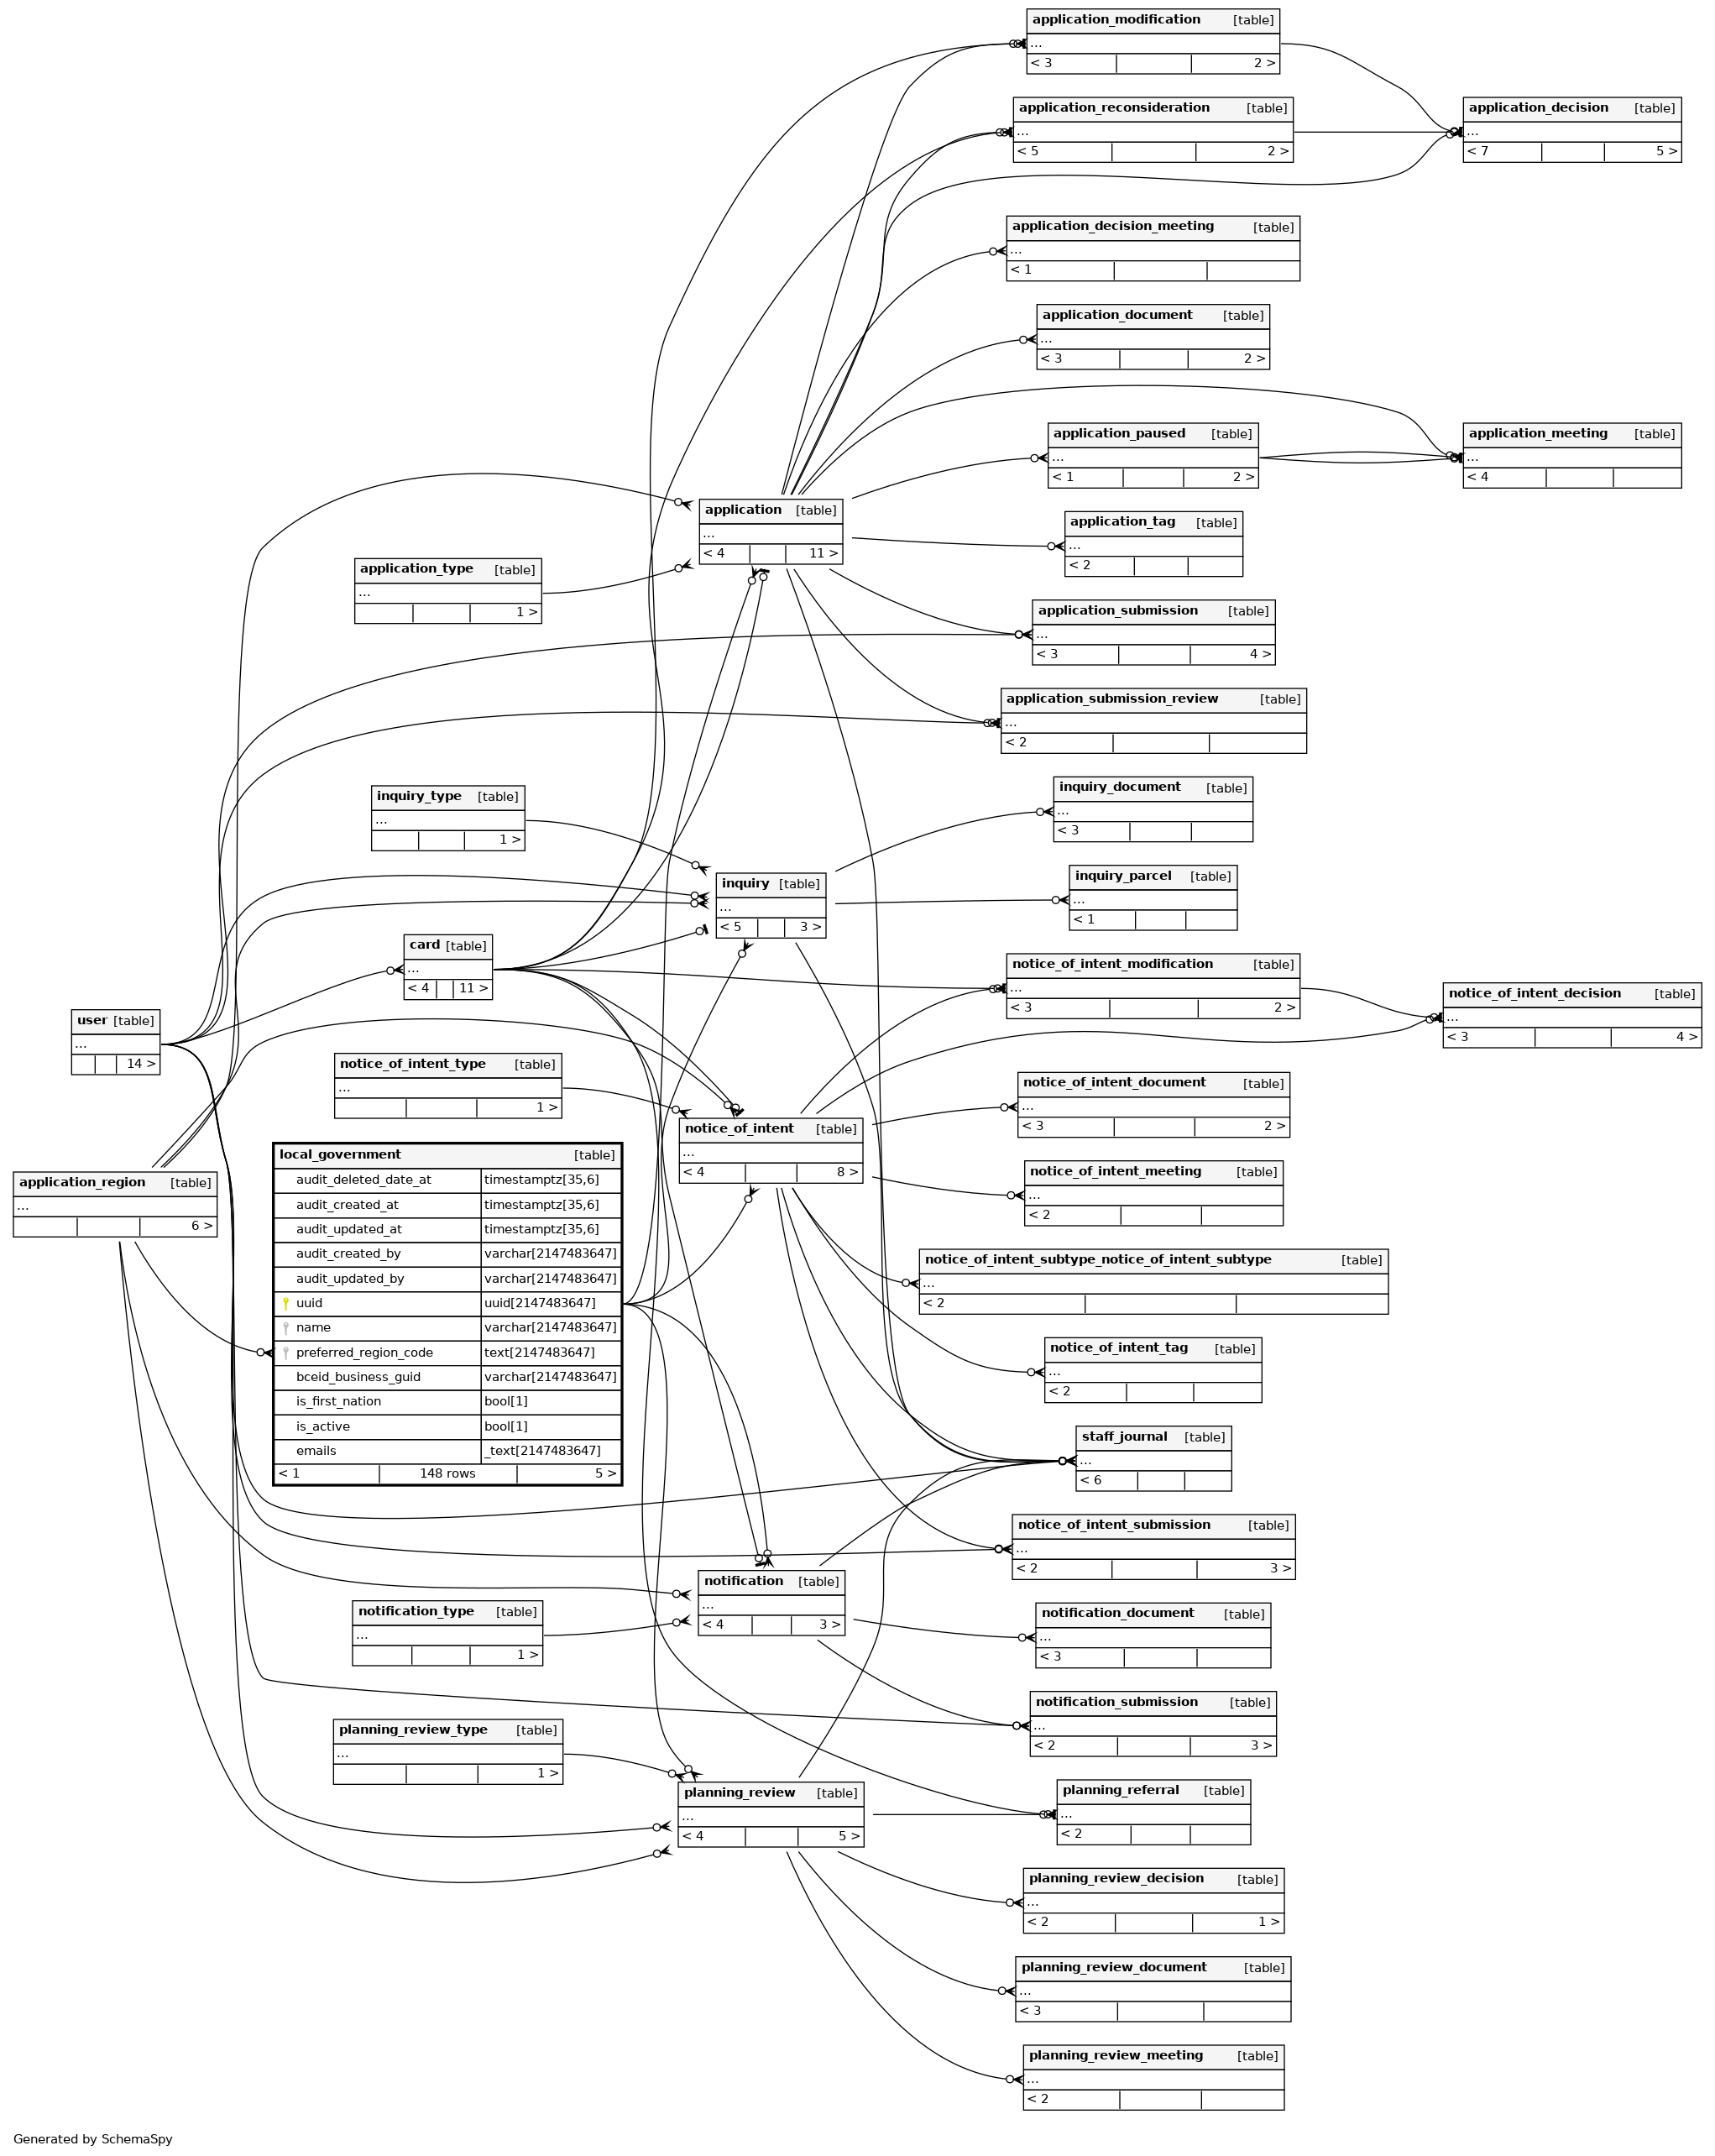 application_modification [table]
...
< 3 2 >
application_reconsideration [table]
...
< 5 2 >
application_decision [table]
...
< 7 5 >
application_decision_meeting [table]
...
< 1
application_document [table]
...
< 3 2 >
application_paused [table]
...
< 1 2 >
application_meeting [table]
...
< 4
application [table]
...
< 4 11 >
application_tag [table]
...
< 2
application_type [table]
...
1 >
application_submission [table]
...
< 3 4 >
application_submission_review [table]
...
< 2
inquiry_type [table]
...
1 >
inquiry_document [table]
...
< 3
inquiry [table]
...
< 5 3 >
inquiry_parcel [table]
...
< 1
card [table]
...
< 4 11 >
notice_of_intent_modification [table]
...
< 3 2 >
notice_of_intent_decision [table]
...
< 3 4 >
user [table]
...
14 >
notice_of_intent_type [table]
...
1 >
notice_of_intent_document [table]
...
< 3 2 >
notice_of_intent [table]
...
< 4 8 >
local_government [table]
audit_deleted_date_at timestamptz[35,6]
audit_created_at timestamptz[35,6]
audit_updated_at timestamptz[35,6]
audit_created_by varchar[2147483647]
audit_updated_by varchar[2147483647]
uuid uuid[2147483647]
name varchar[2147483647]
preferred_region_code text[2147483647]
bceid_business_guid varchar[2147483647]
is_first_nation bool[1]
is_active bool[1]
emails _text[2147483647]
< 1 148 rows 5 >
application_region [table]
...
6 >
notice_of_intent_meeting [table]
...
< 2
notice_of_intent_subtype_notice_of_intent_subtype [table]
...
< 2
notice_of_intent_tag [table]
...
< 2
staff_journal [table]
...
< 6
notice_of_intent_submission [table]
...
< 2 3 >
notification [table]
...
< 4 3 >
notification_type [table]
...
1 >
notification_document [table]
...
< 3
notification_submission [table]
...
< 2 3 >
planning_review_type [table]
...
1 >
planning_review [table]
...
< 4 5 >
planning_referral [table]
...
< 2
planning_review_decision [table]
...
< 2 1 >
planning_review_document [table]
...
< 3
planning_review_meeting [table]
...
< 2
Generated by SchemaSpy